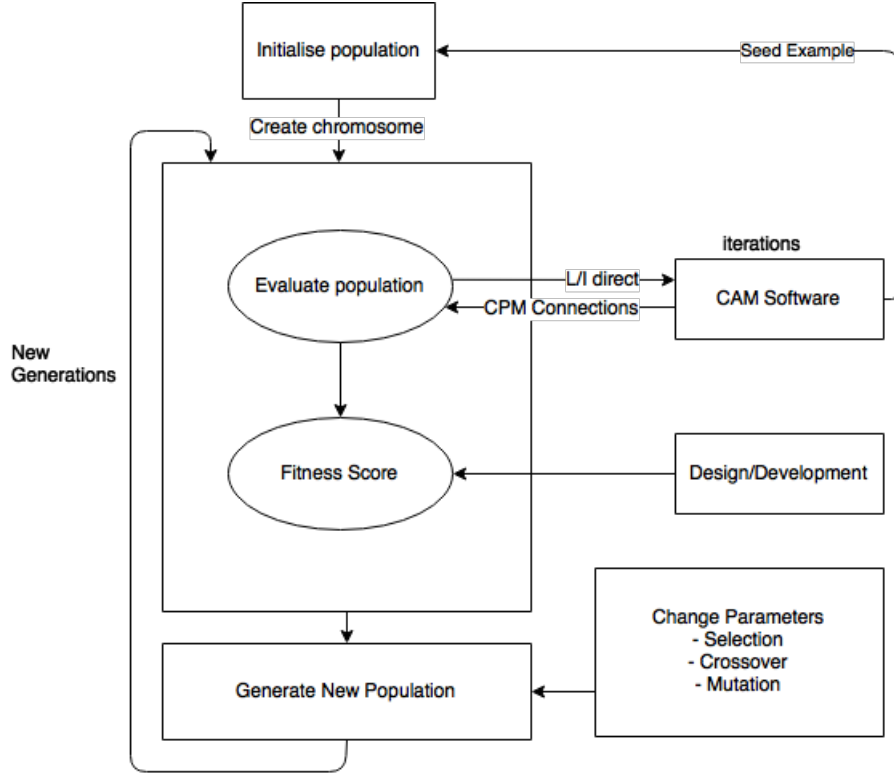 Initialise population
Seed Example
Create chromosome
iterations
Evaluate population
L/I direct
CAM Software
CPM Connections
New
Generations
Fitness Score
Design/Development
Change Parameters
- Selection
- Crossover
- Mutation
Generate New Population